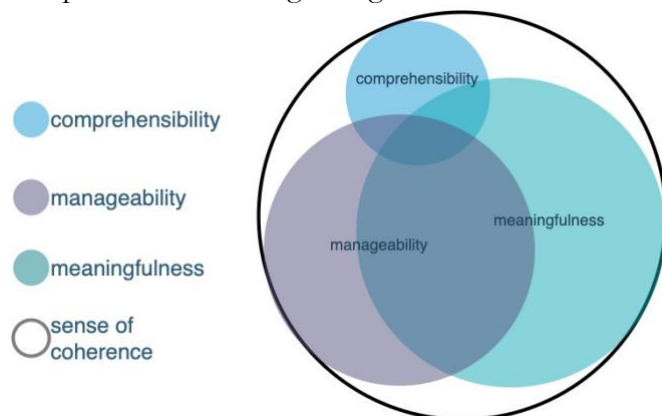 comprehensibility
manageability
meaningfulness
sense of
coherence
comprehensibility
meaningfulness
manageability